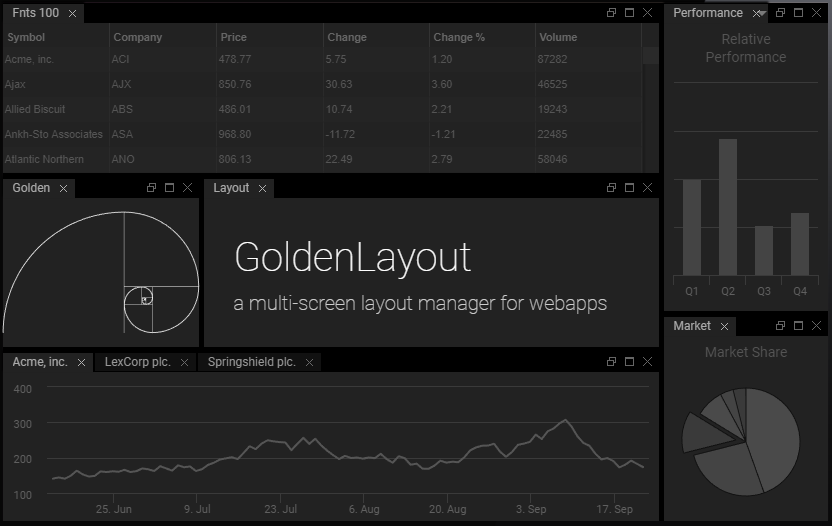 Fnts 100
Symbol Company Price Change Change % Volume
Acme, inc. ACI 478.77 5.75 1.20 87282
Ajax AJX 850.76 30.63 3.60 46525
Allied Biscuit ABS 486.01 10.74 2.21 19243
Ankh-Sto Associates ASA 968.80 -11.72 -1.21 22485
Atlantic Northern ANO 806.13 22.49 2.79 58046
Performance
Relative
Performance
Q1 Q2 Q3 Q4
Golden
Layout
GoldenLayout
a multi-screen layout manager for webapps
Market
Market Share
Acme, inc. LexCorp plc. Springshield plc.
400
300
200
100
25. Jun 9. Jul 23. Jul 6. Aug 20. Aug 3. Sep 17. Sep